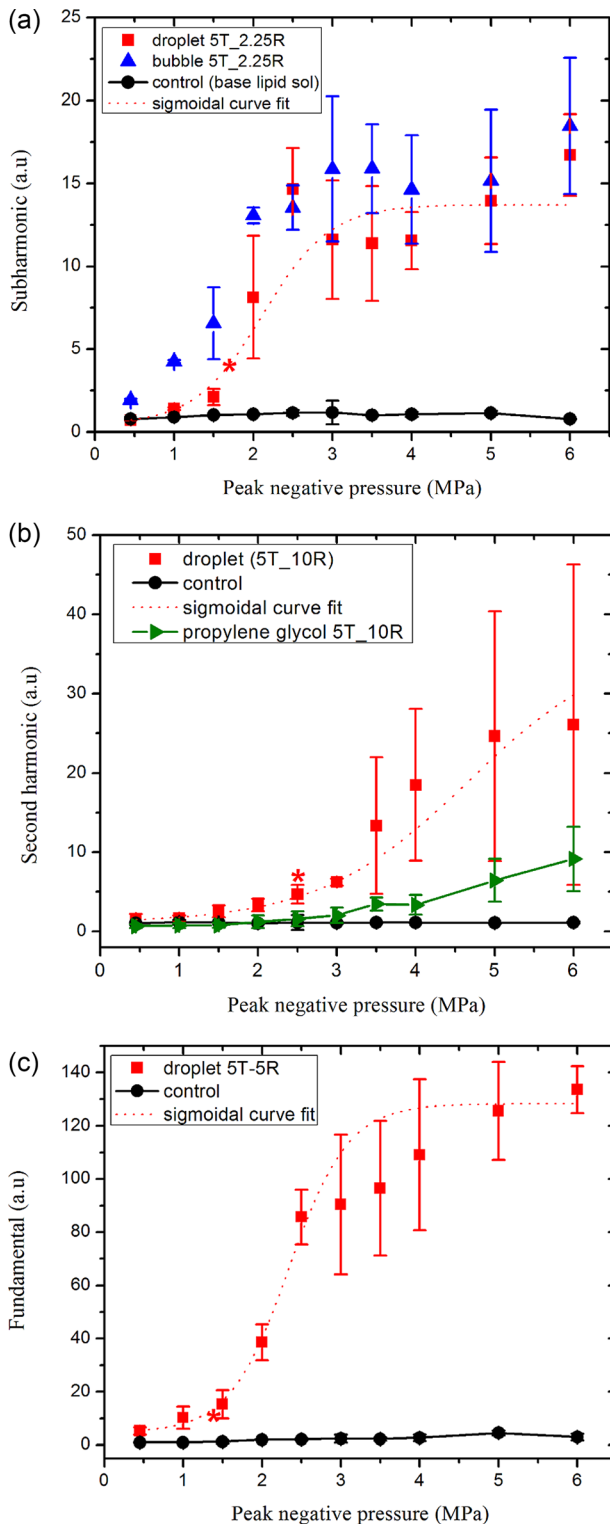 (a)
droplet 5T_2.25R
bubble 5T_2.25R
control (base lipid sol)
sigmoidal curve fit
25
20
15
10
5
0
Subharmonic (a.u)
*
0 1 2 3 4 5 6
Peak negative pressure (MPa)
(b)
droplet (5T_10R)
control
sigmoidal curve fit
propylene glycol 5T_10R
50
40
30
20
10
0
Second harmonic (a.u)
*
0 1 2 3 4 5 6
Peak negative pressure (MPa)
(c)
droplet 5T-5R
control
sigmoidal curve fit
140
120
100
80
60
40
20
0
Fundamental (a.u)
*
0 1 2 3 4 5 6
Peak negative pressure (MPa)